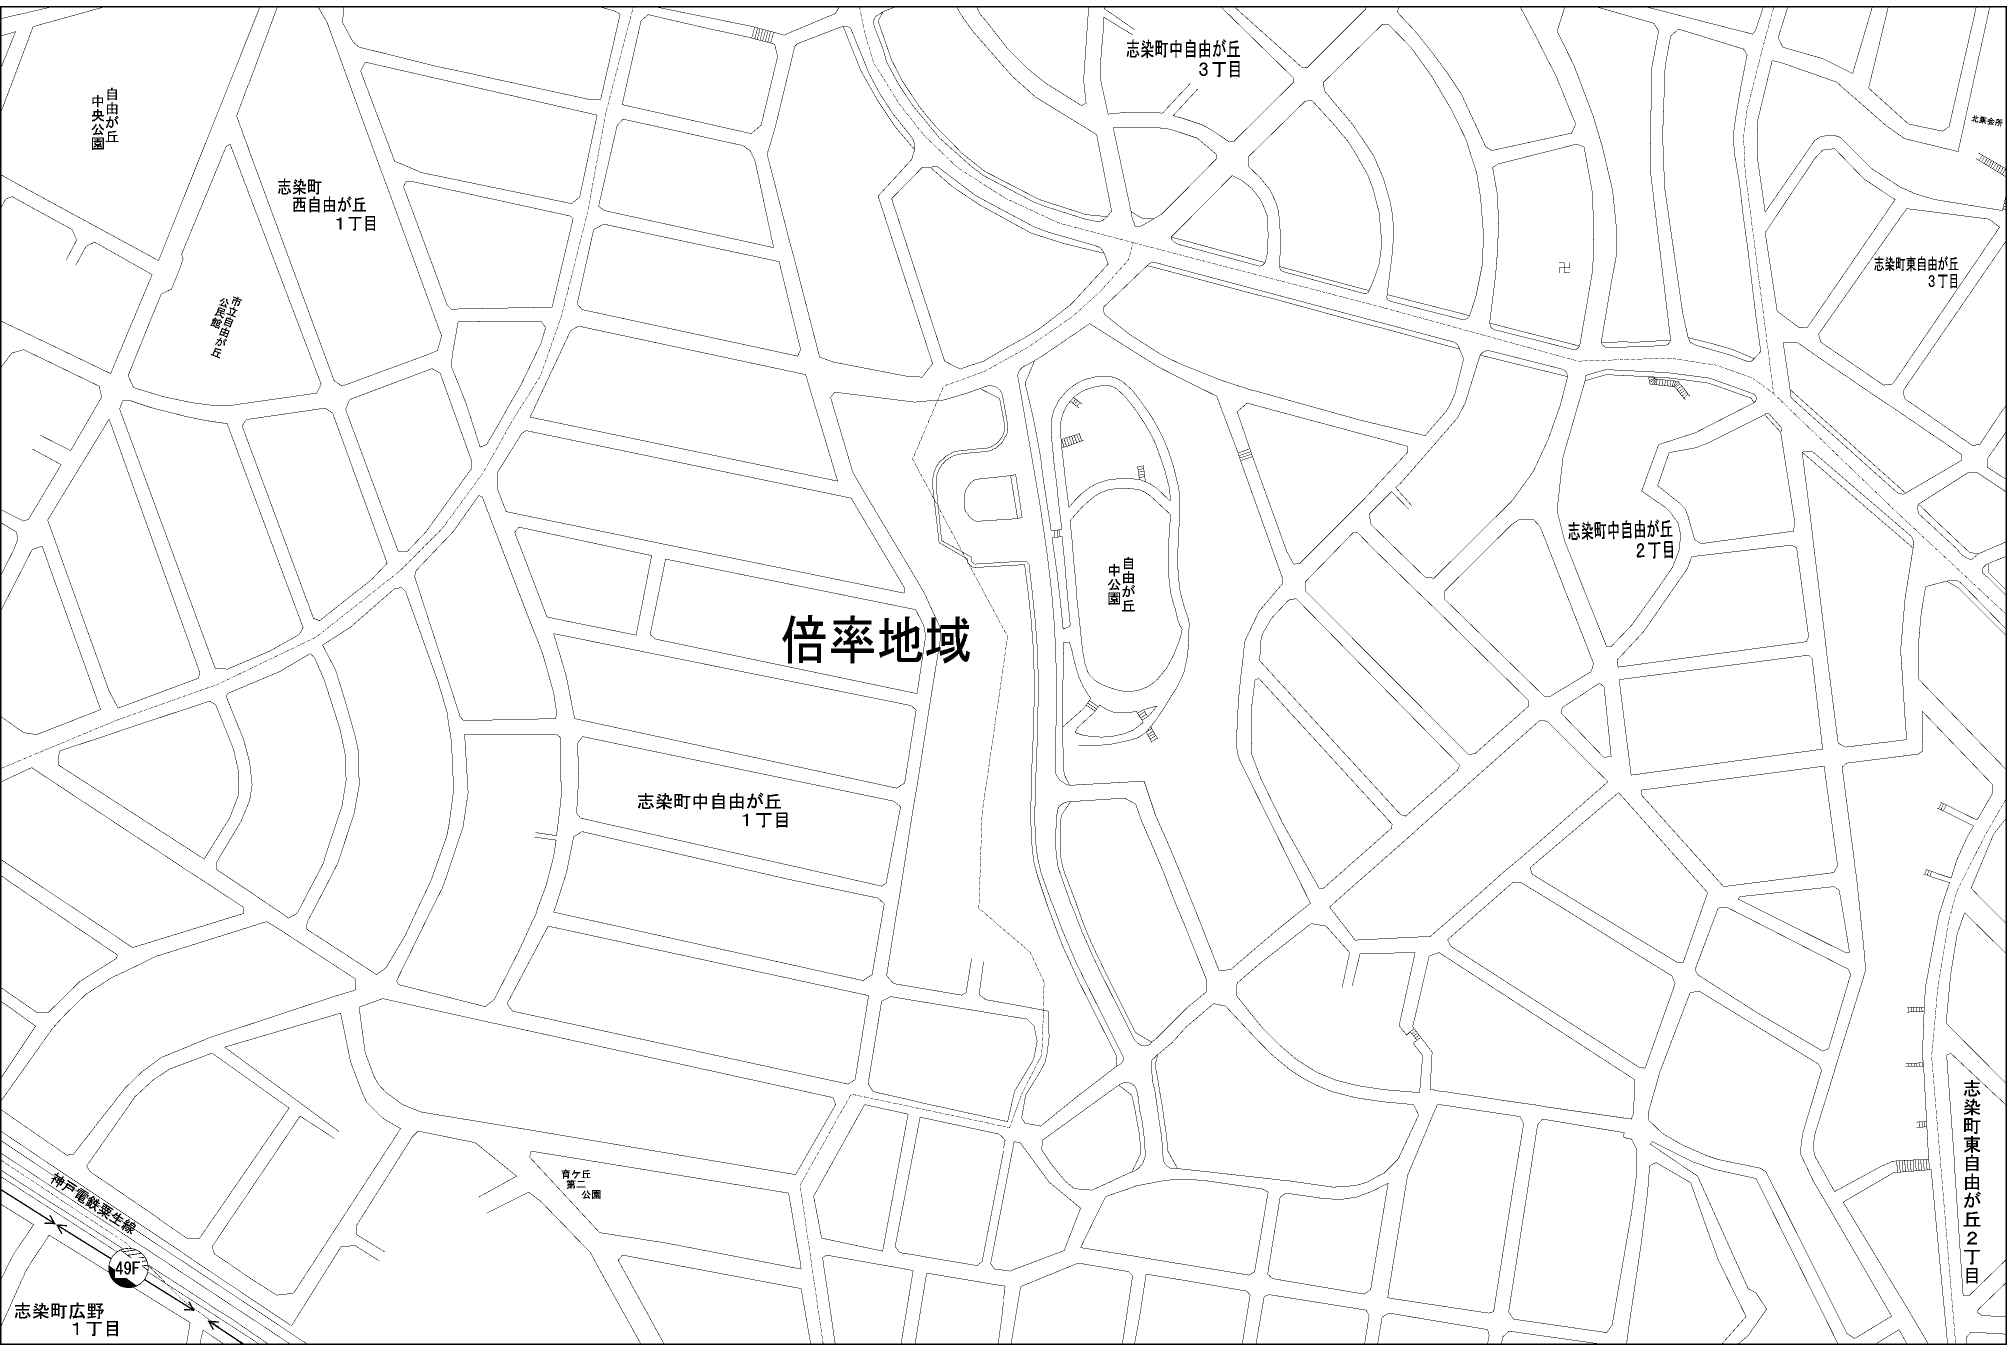 志染町中自由が丘
３丁目
自由が丘
中央公園
北集会所
志染町
西自由が丘
１丁目
志染町東自由が丘
３丁目
市立自由が丘
公民館
卍
志染町中自由が丘
２丁目
自由が丘
中公園
倍率地域
志染町中自由が丘
１丁目
育ケ丘
第二
公園
志染町東自由が丘２丁目
神戸電鉄粟生線
49F
志染町広野
１丁目